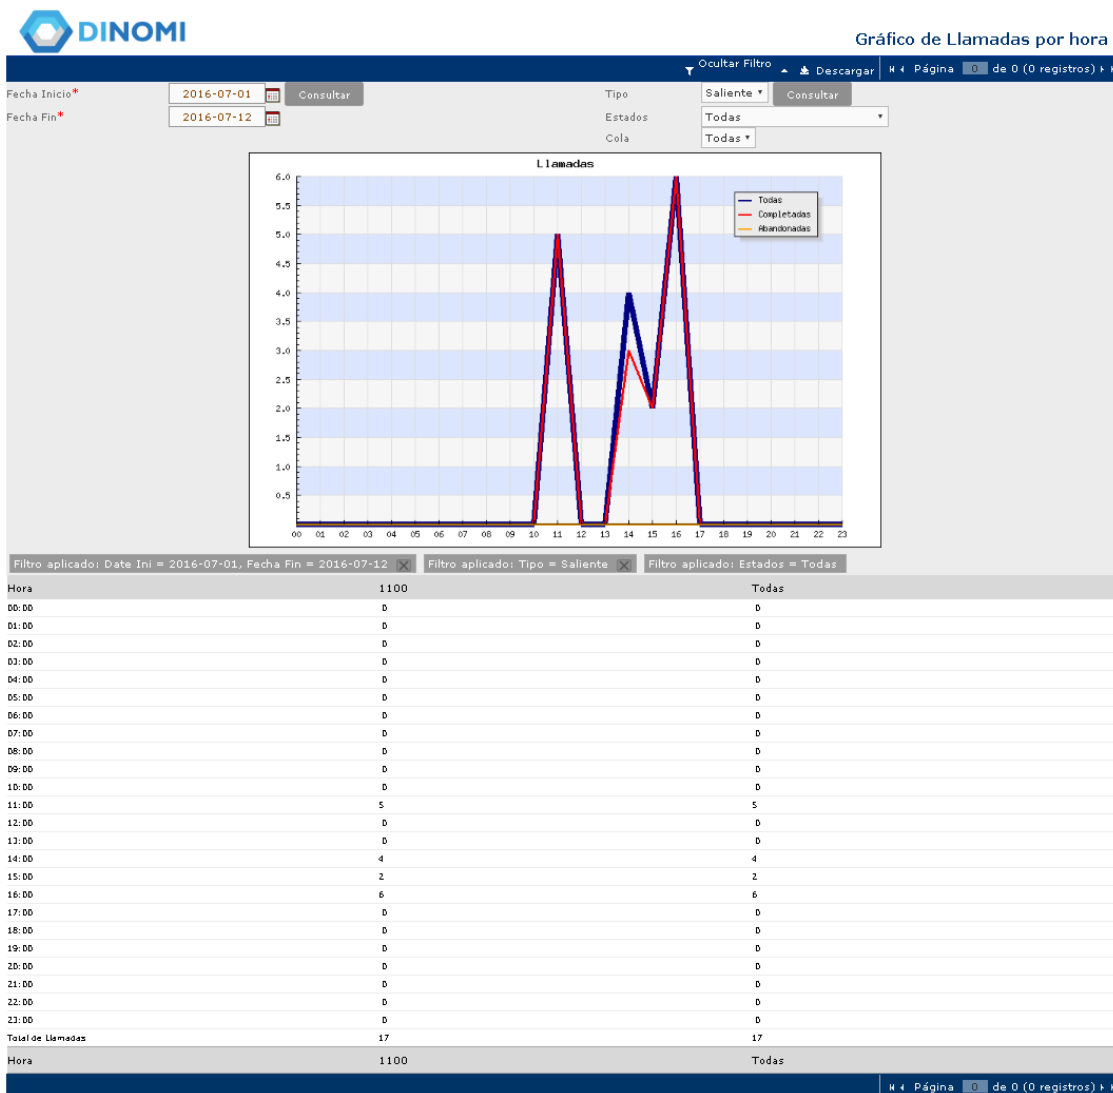 DINOMI
Gráfico de Llamadas por hora
Ocultar Filtro Descargar Página 0 de 0 (0 registros)
Fecha Inicio* 2016-07-01 Consultar Tipo Saliente Consultar
Fecha Fin* 2016-07-12 Estados Todas
Cola Todas
Llamadas
6.0
5.5
5.0
4.5
4.0
3.5
3.0
2.5
2.0
1.5
1.0
0.5
Todas
Completadas
Abandonadas
00 01 02 03 04 05 06 07 08 09 10 11 12 13 14 15 16 17 18 19 20 21 22 23
Filtro aplicado: Date Ini = 2016-07-01, Fecha Fin = 2016-07-12 X Filtro aplicado: Tipo = Saliente X Filtro aplicado: Estados = Todas
Hora 1100 Todas
00:00 0 0
01:00 0 0
02:00 0 0
03:00 0 0
04:00 0 0
05:00 0 0
06:00 0 0
07:00 0 0
08:00 0 0
09:00 0 0
10:00 0 0
11:00 5 5
12:00 0 0
13:00 0 0
14:00 4 4
15:00 2 2
16:00 6 6
17:00 0 0
18:00 0 0
19:00 0 0
20:00 0 0
21:00 0 0
22:00 0 0
23:00 0 0
Total de Llamadas 17 17
Hora 1100 Todas
Página 0 de 0 (0 registros)